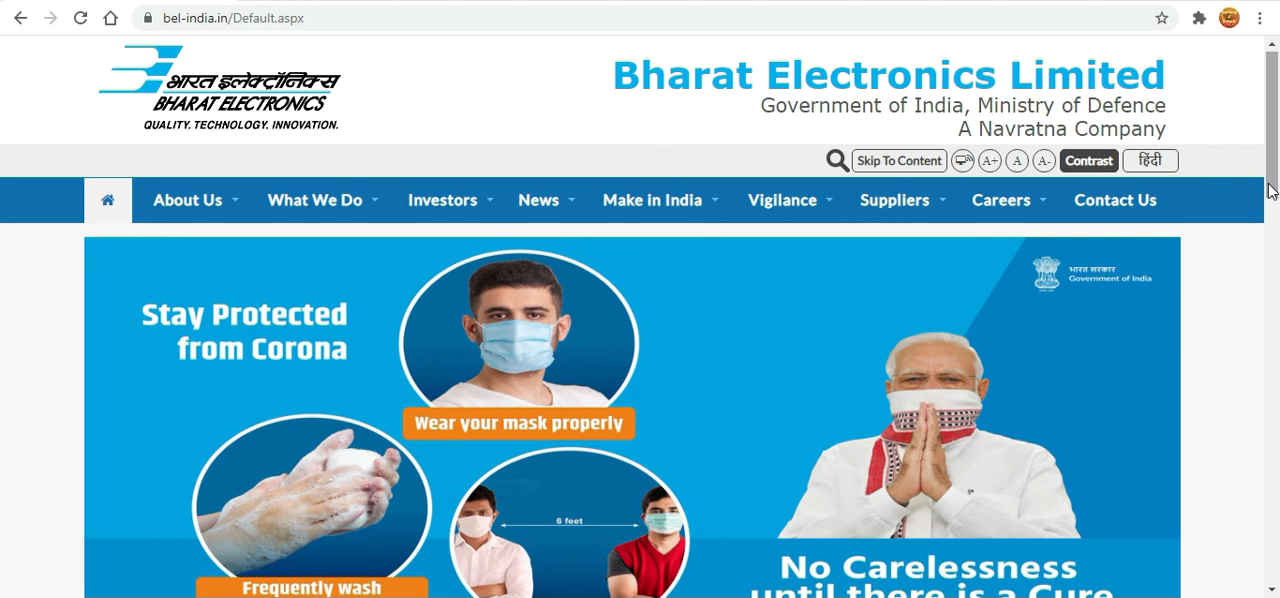 bel-india.in/Default.aspx
भारत इलेक्ट्रॉनिक्स
BHARAT ELECTRONICS
QUALITY. TECHNOLOGY. INNOVATION.
Bharat Electronics Limited
Government of India, Ministry of Defence
A Navratna Company
Skip To Content A+ A A- Contrast हिंदी
About Us What We Do Investors News Make in India Vigilance Suppliers Careers Contact Us
भारत सरकार
Government of India
Stay Protected
from Corona
Wear your mask properly
6 feet
Frequently wash
No Carelessness
until there is a Cure